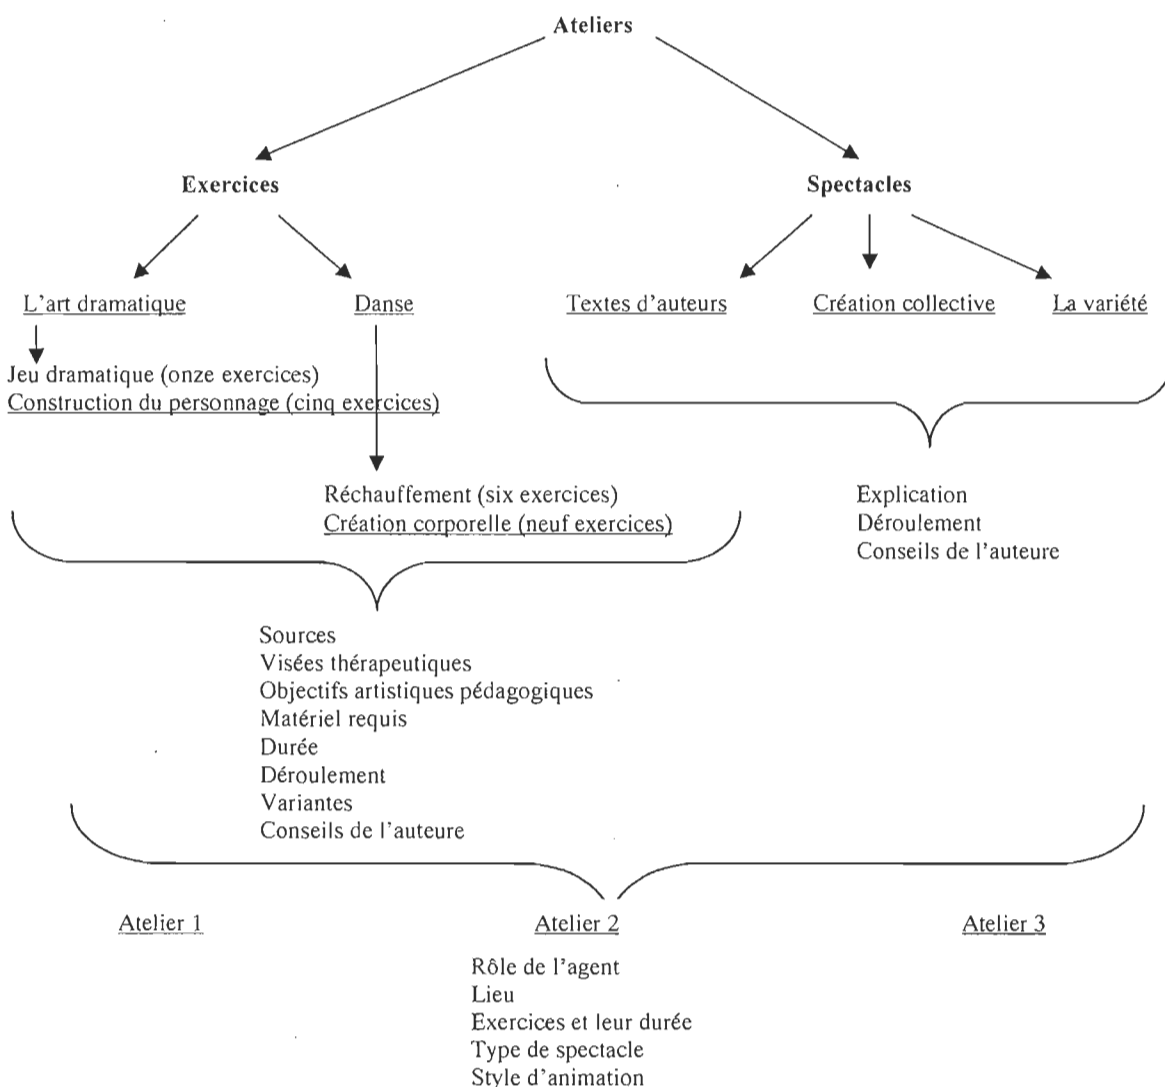 Ateliers
Exercices
Spectacles
L'art dramatique
Danse
Textes d'auteurs
Création collective
La variété
Jeu dramatique (onze exercices)
Construction du personnage (cinq exercices)
Réchauffement (six exercices)
Création corporelle (neuf exercices)
Explication
Déroulement
Conseils de l'auteure
Sources
Visées thérapeutiques
Objectifs artistiques pédagogiques
Matériel requis
Durée
Déroulement
Variantes
Conseils de l'auteure
Atelier 1
Atelier 2
Atelier 3
Rôle de l'agent
Lieu
Exercices et leur durée
Type de spectacle
Style d'animation